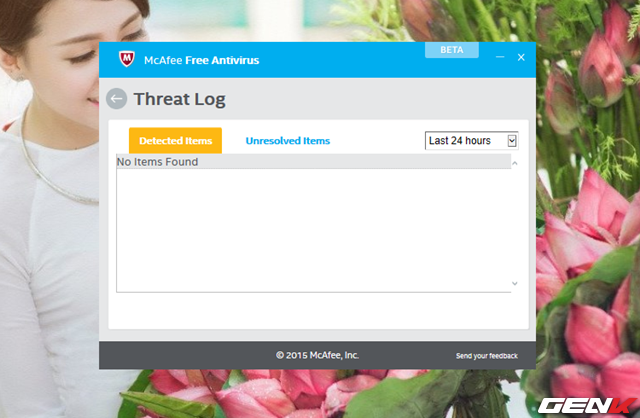 BETA
McAfee Free Antivirus
Threat Log
Detected Items
Unresolved Items
Last 24 hours
No Items Found
© 2015 McAfee, Inc.
Send your feedback
GENK